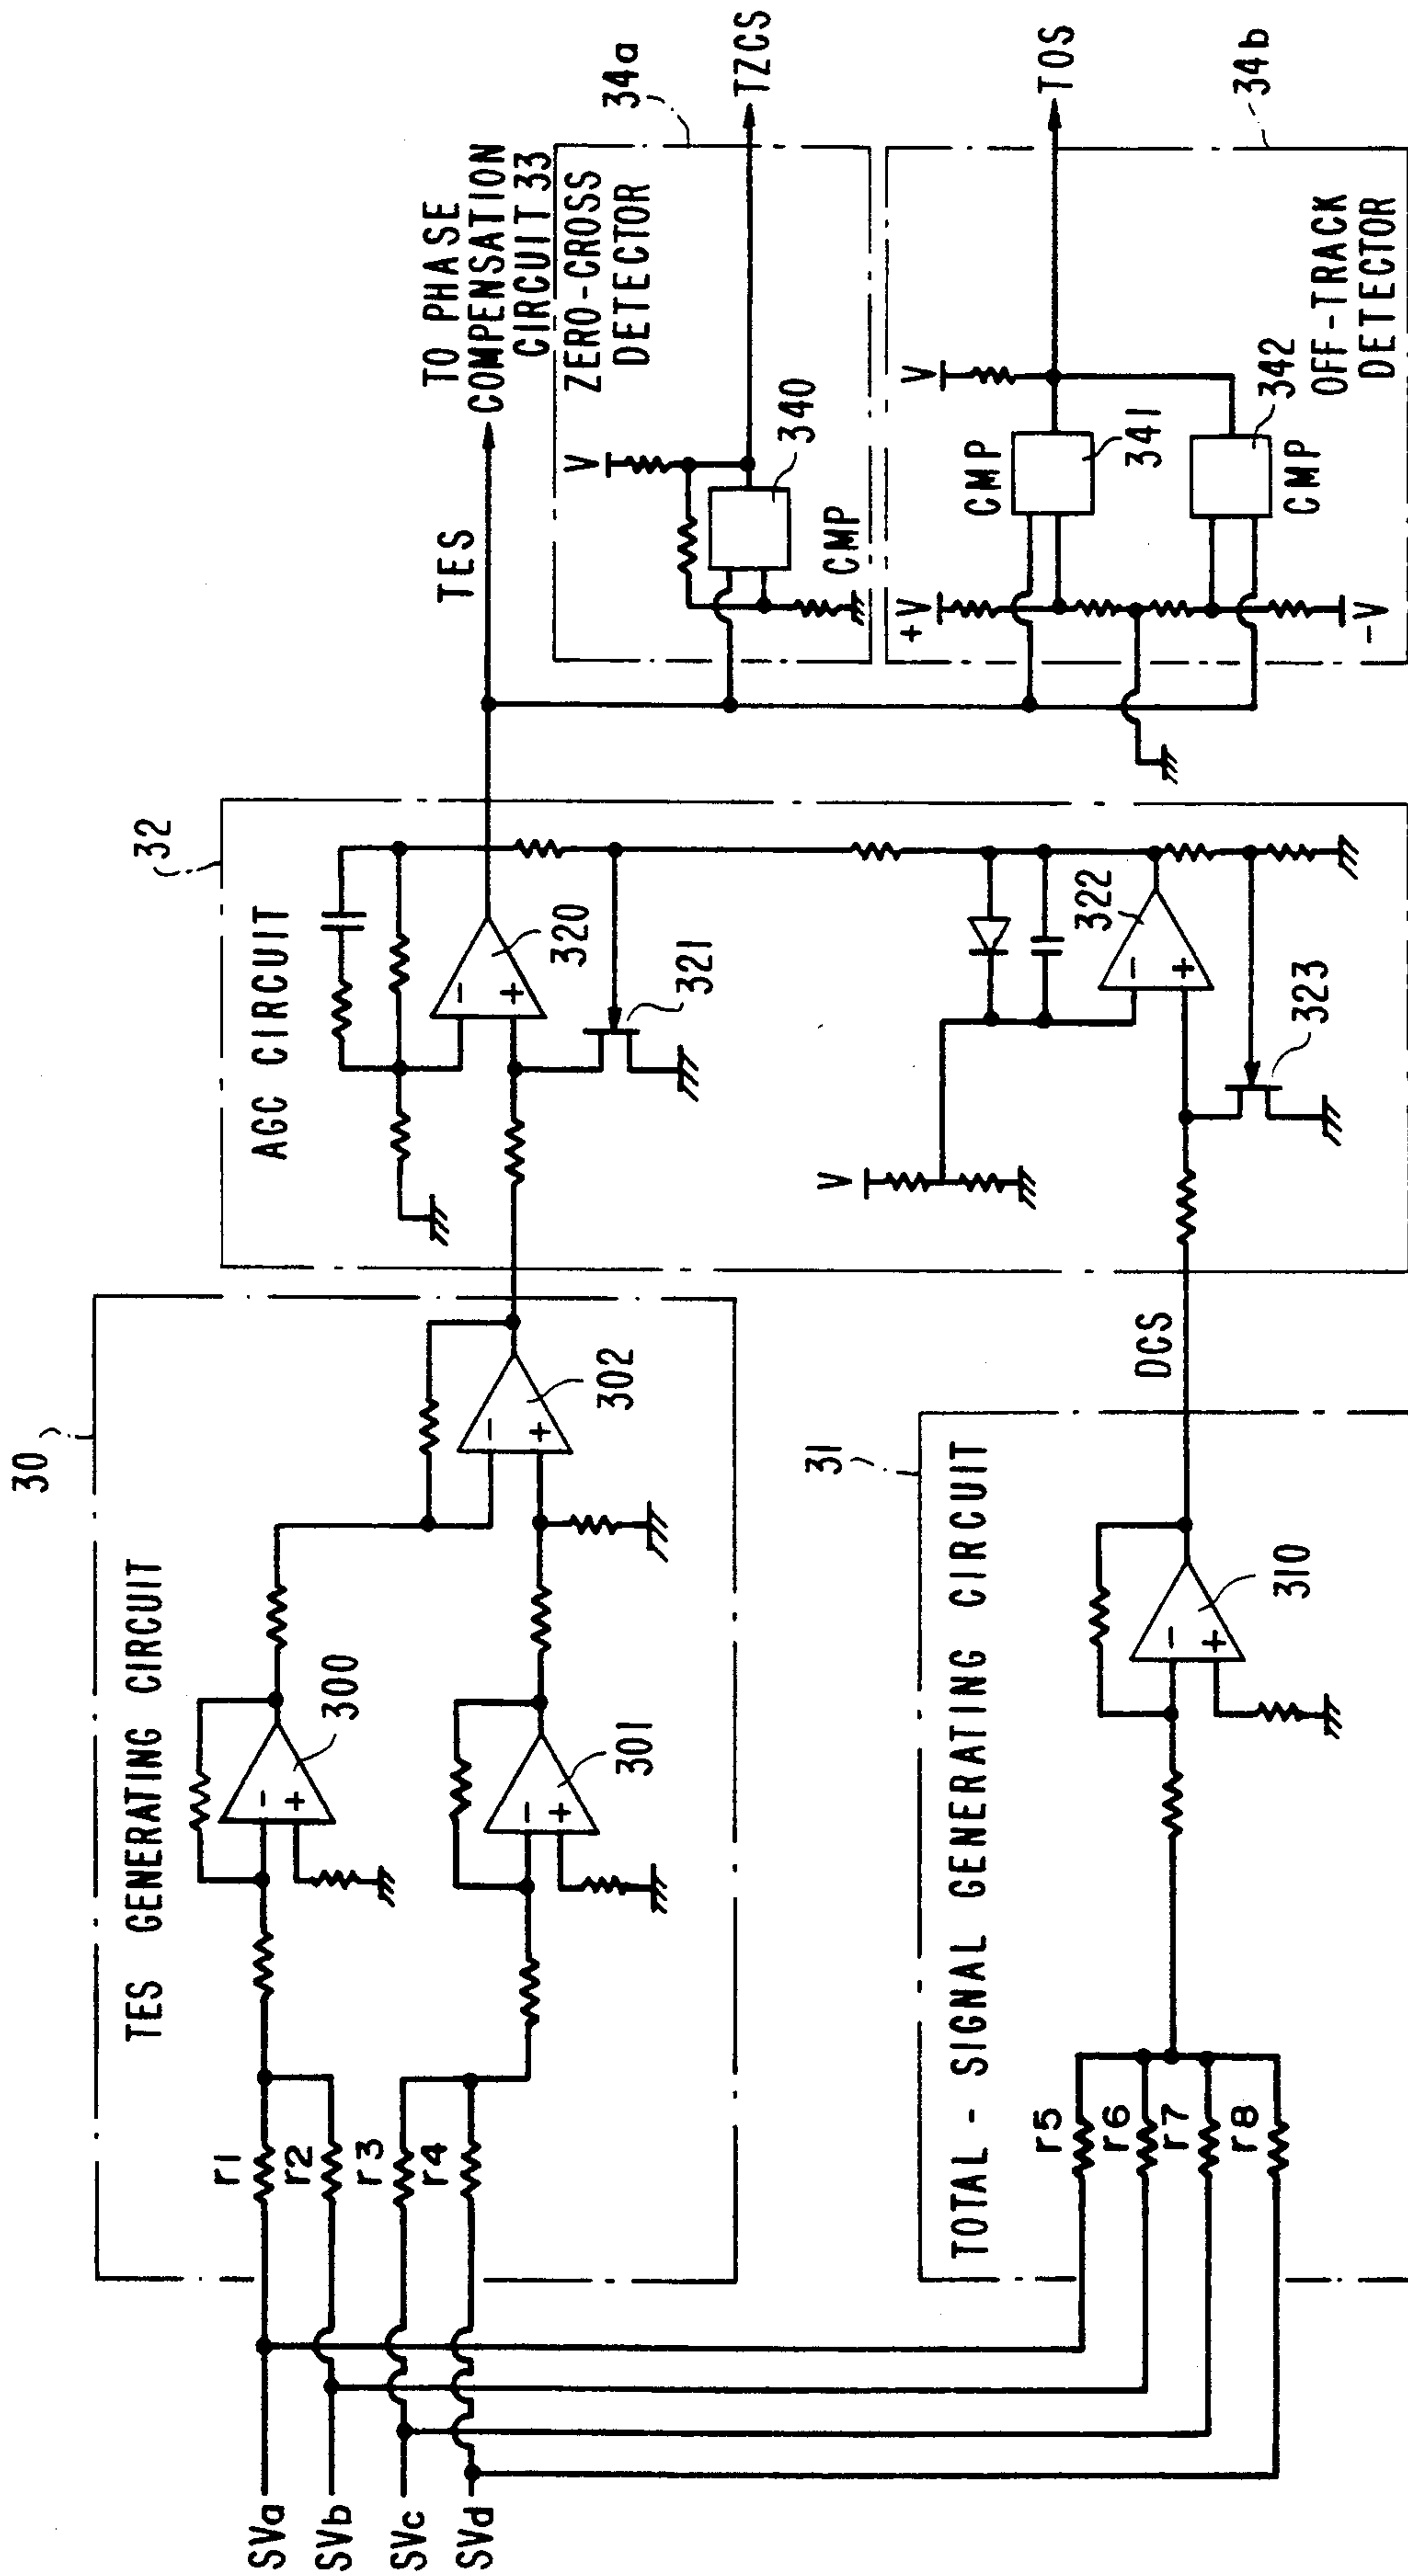 30
TES GENERATING CIRCUIT
SVa
SVb
SVc
SVd
r1
r2
r3
r4
-
+
300
-
+
301
-
+
302
31
TOTAL - SIGNAL GENERATING CIRCUIT
r5
r6
r7
r8
-
+
310
DCS
32
AGC CIRCUIT
-
+
320
321
V
-
+
322
323
TES
TO PHASE
COMPENSATION
CIRCUIT 33
34a
ZERO-CROSS
DETECTOR
V
340
CMP
TZCS
34b
+V
-V
CMP
341
V
342
CMP
OFF-TRACK
DETECTOR
TOS